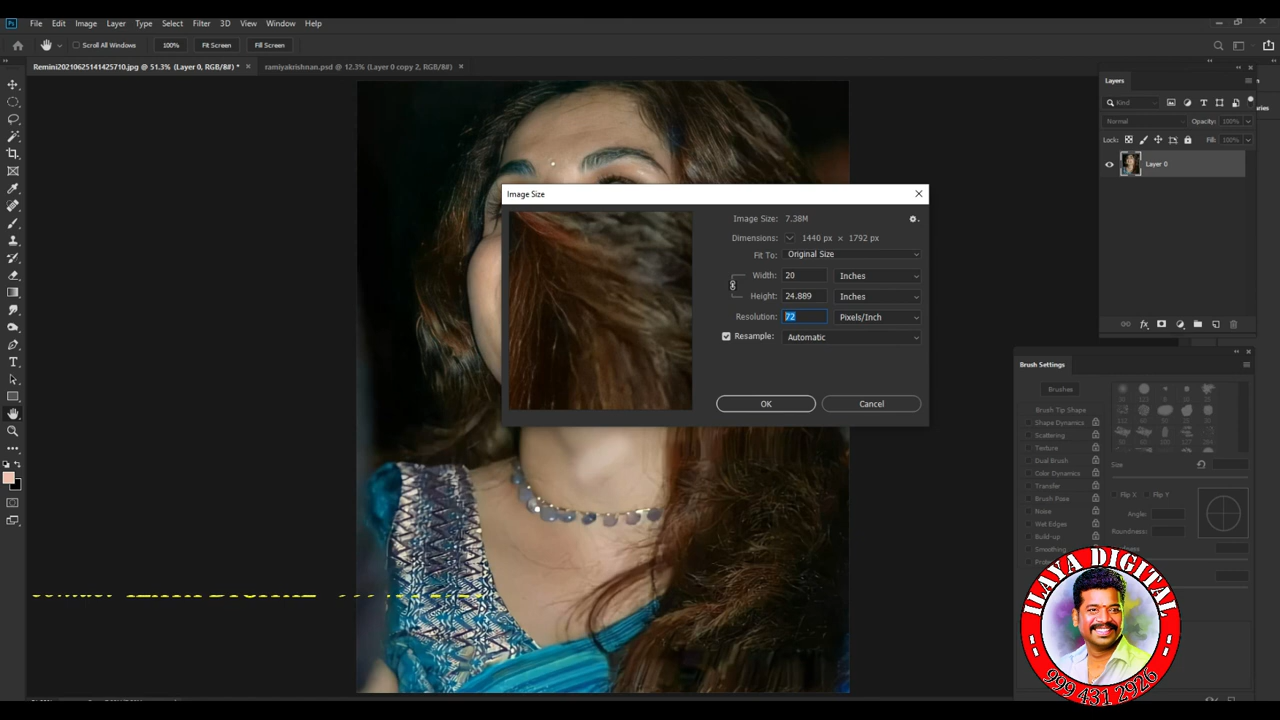 Ps File Edit Image Layer Type Select Filter 3D View Window Help
Scroll All Windows 100% Fit Screen Fill Screen
Remini20210625141425710.jpg @ 51.3% (Layer 0, RGB/8#) * × ramiyakrishnan.psd @ 12.3% (Layer 0 copy 2, RGB/8#) ×
Layers
Kind
Normal Opacity: 100%
Lock: Fill: 100%
Layer 0
Image Size
Image Size: 7.38M
Dimensions: 1440 px × 1792 px
Fit To: Original Size
Width: 20 Inches
Height: 24.889 Inches
Resolution: 72 Pixels/Inch
Resample: Automatic
OK Cancel
Brush Settings
Brushes
Brush Tip Shape
Shape Dynamics
Scattering
Texture
Dual Brush
Color Dynamics
Transfer
Brush Pose
Noise
Wet Edges
Build-up
Smoothing
Size
Flip X Flip Y
Angle:
Roundness:
ILAYA DIGITAL
999 431 2926